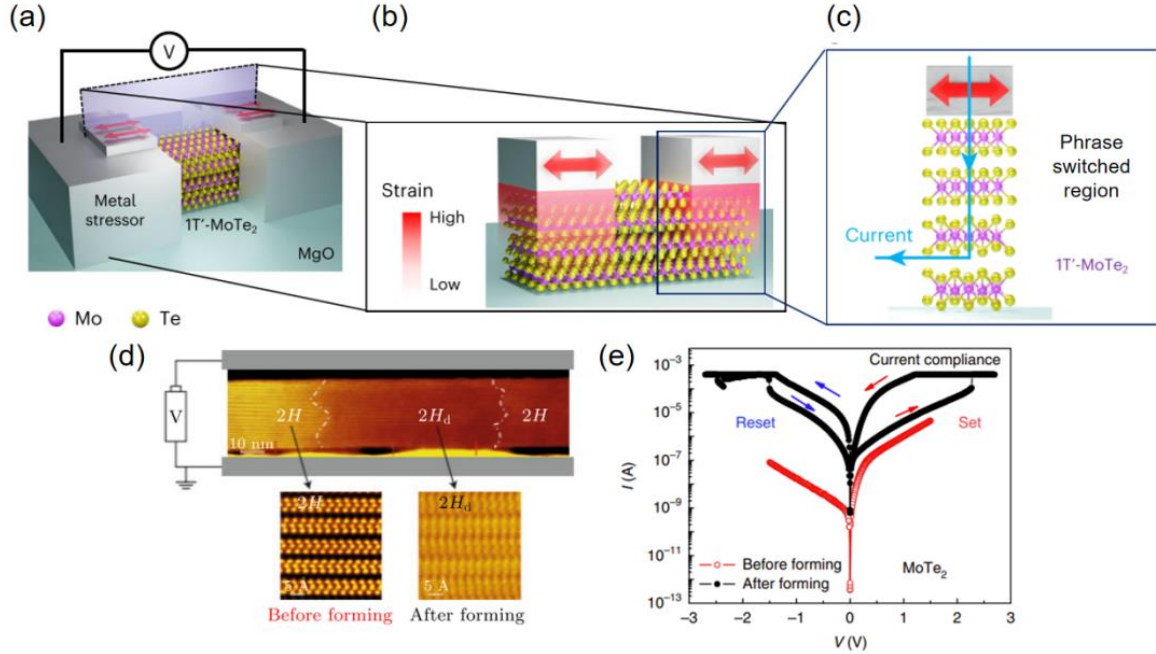 (a)
(b)
(c)
V
Metal
stressor
1T′-MoTe₂
MgO
Mo
Te
Strain
High
Low
Phrase
switched
region
Current
1T′-MoTe₂
(d)
V
2H
2H_d
2H
10 nm
2H
5 Å
Before forming
2H_d
5 Å
After forming
(e)
I (A)
10⁻³
10⁻⁵
10⁻⁷
10⁻⁹
10⁻¹¹
10⁻¹³
Current compliance
Reset
Set
Before forming
After forming
MoTe₂
−3 −2 −1 0 1 2 3
V (V)